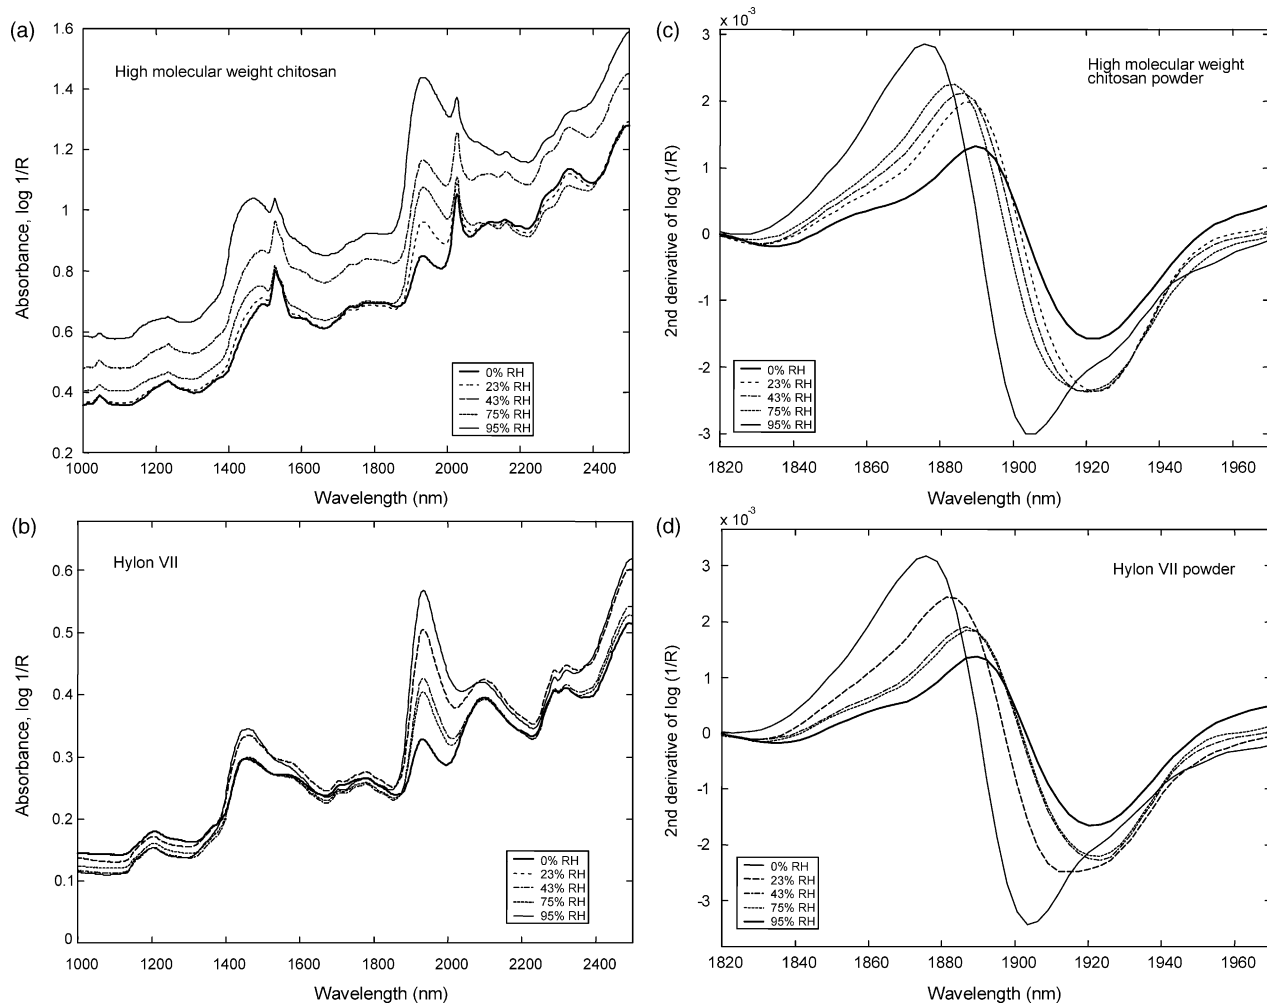 (a)
High molecular weight chitosan
Absorbance, log 1/R
1.6
1.4
1.2
1
0.8
0.6
0.4
0.2
0% RH
23% RH
43% RH
75% RH
95% RH
1000 1200 1400 1600 1800 2000 2200 2400
Wavelength (nm)
(c)
x 10⁻³
High molecular weight
chitosan powder
2nd derivative of log (1/R)
3
2
1
0
-1
-2
-3
0% RH
23% RH
43% RH
75% RH
95% RH
1820 1840 1860 1880 1900 1920 1940 1960
Wavelength (nm)
(b)
Hylon VII
Absorbance, log 1/R
0.6
0.5
0.4
0.3
0.2
0.1
0
0% RH
23% RH
43% RH
75% RH
95% RH
1000 1200 1400 1600 1800 2000 2200 2400
Wavelength (nm)
(d)
x 10⁻³
Hylon VII powder
2nd derivative of log (1/R)
3
2
1
0
-1
-2
-3
0% RH
23% RH
43% RH
75% RH
95% RH
1820 1840 1860 1880 1900 1920 1940 1960
Wavelength (nm)